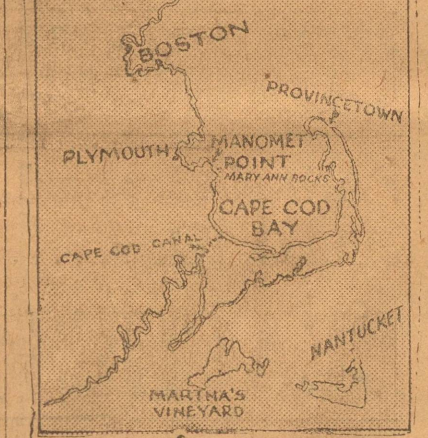 BOSTON
PROVINCETOWN
PLYMOUTH
MANOMET
POINT
MARY ANN ROCKS
CAPE COD
BAY
CAPE COD CANAL
NANTUCKET
MARTHA'S
VINEYARD